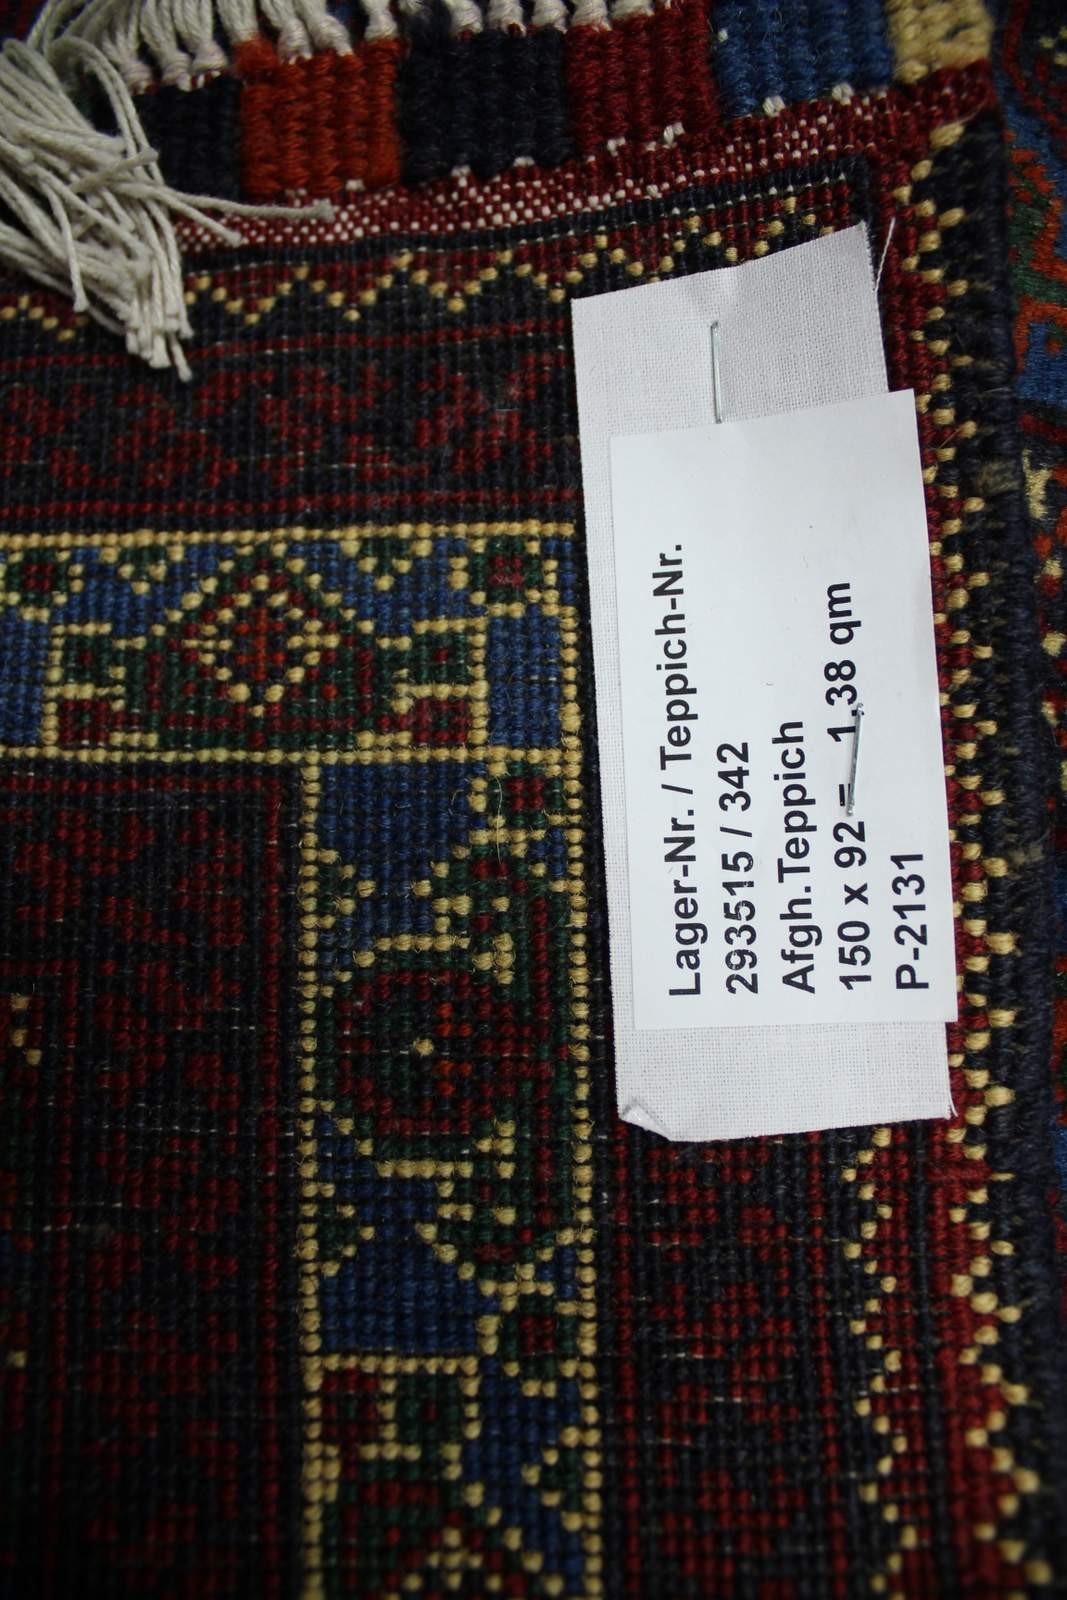 Lager-Nr. / Teppich-Nr.
293515 / 342
Afgh.Teppich
150 x 92 = 1.38 qm
P-2131